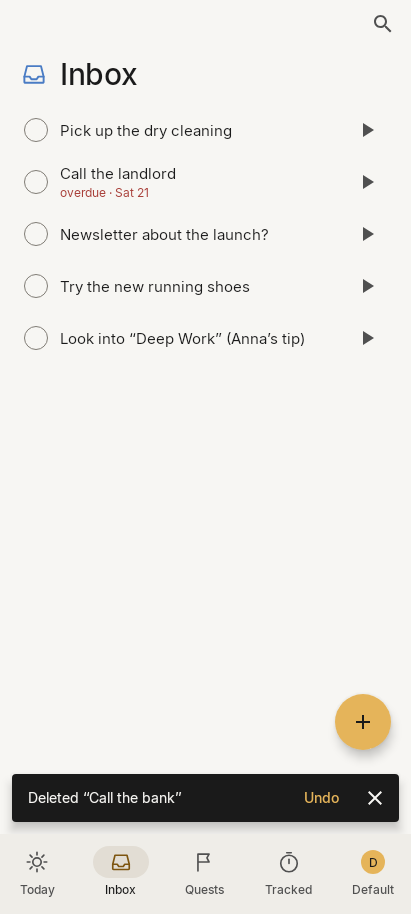 Inbox
Pick up the dry cleaning
Call the landlord
overdue · Sat 21
Newsletter about the launch?
Try the new running shoes
Look into “Deep Work” (Anna’s tip)
Deleted “Call the bank”
Undo
D
Today
Inbox
Quests
Tracked
Default